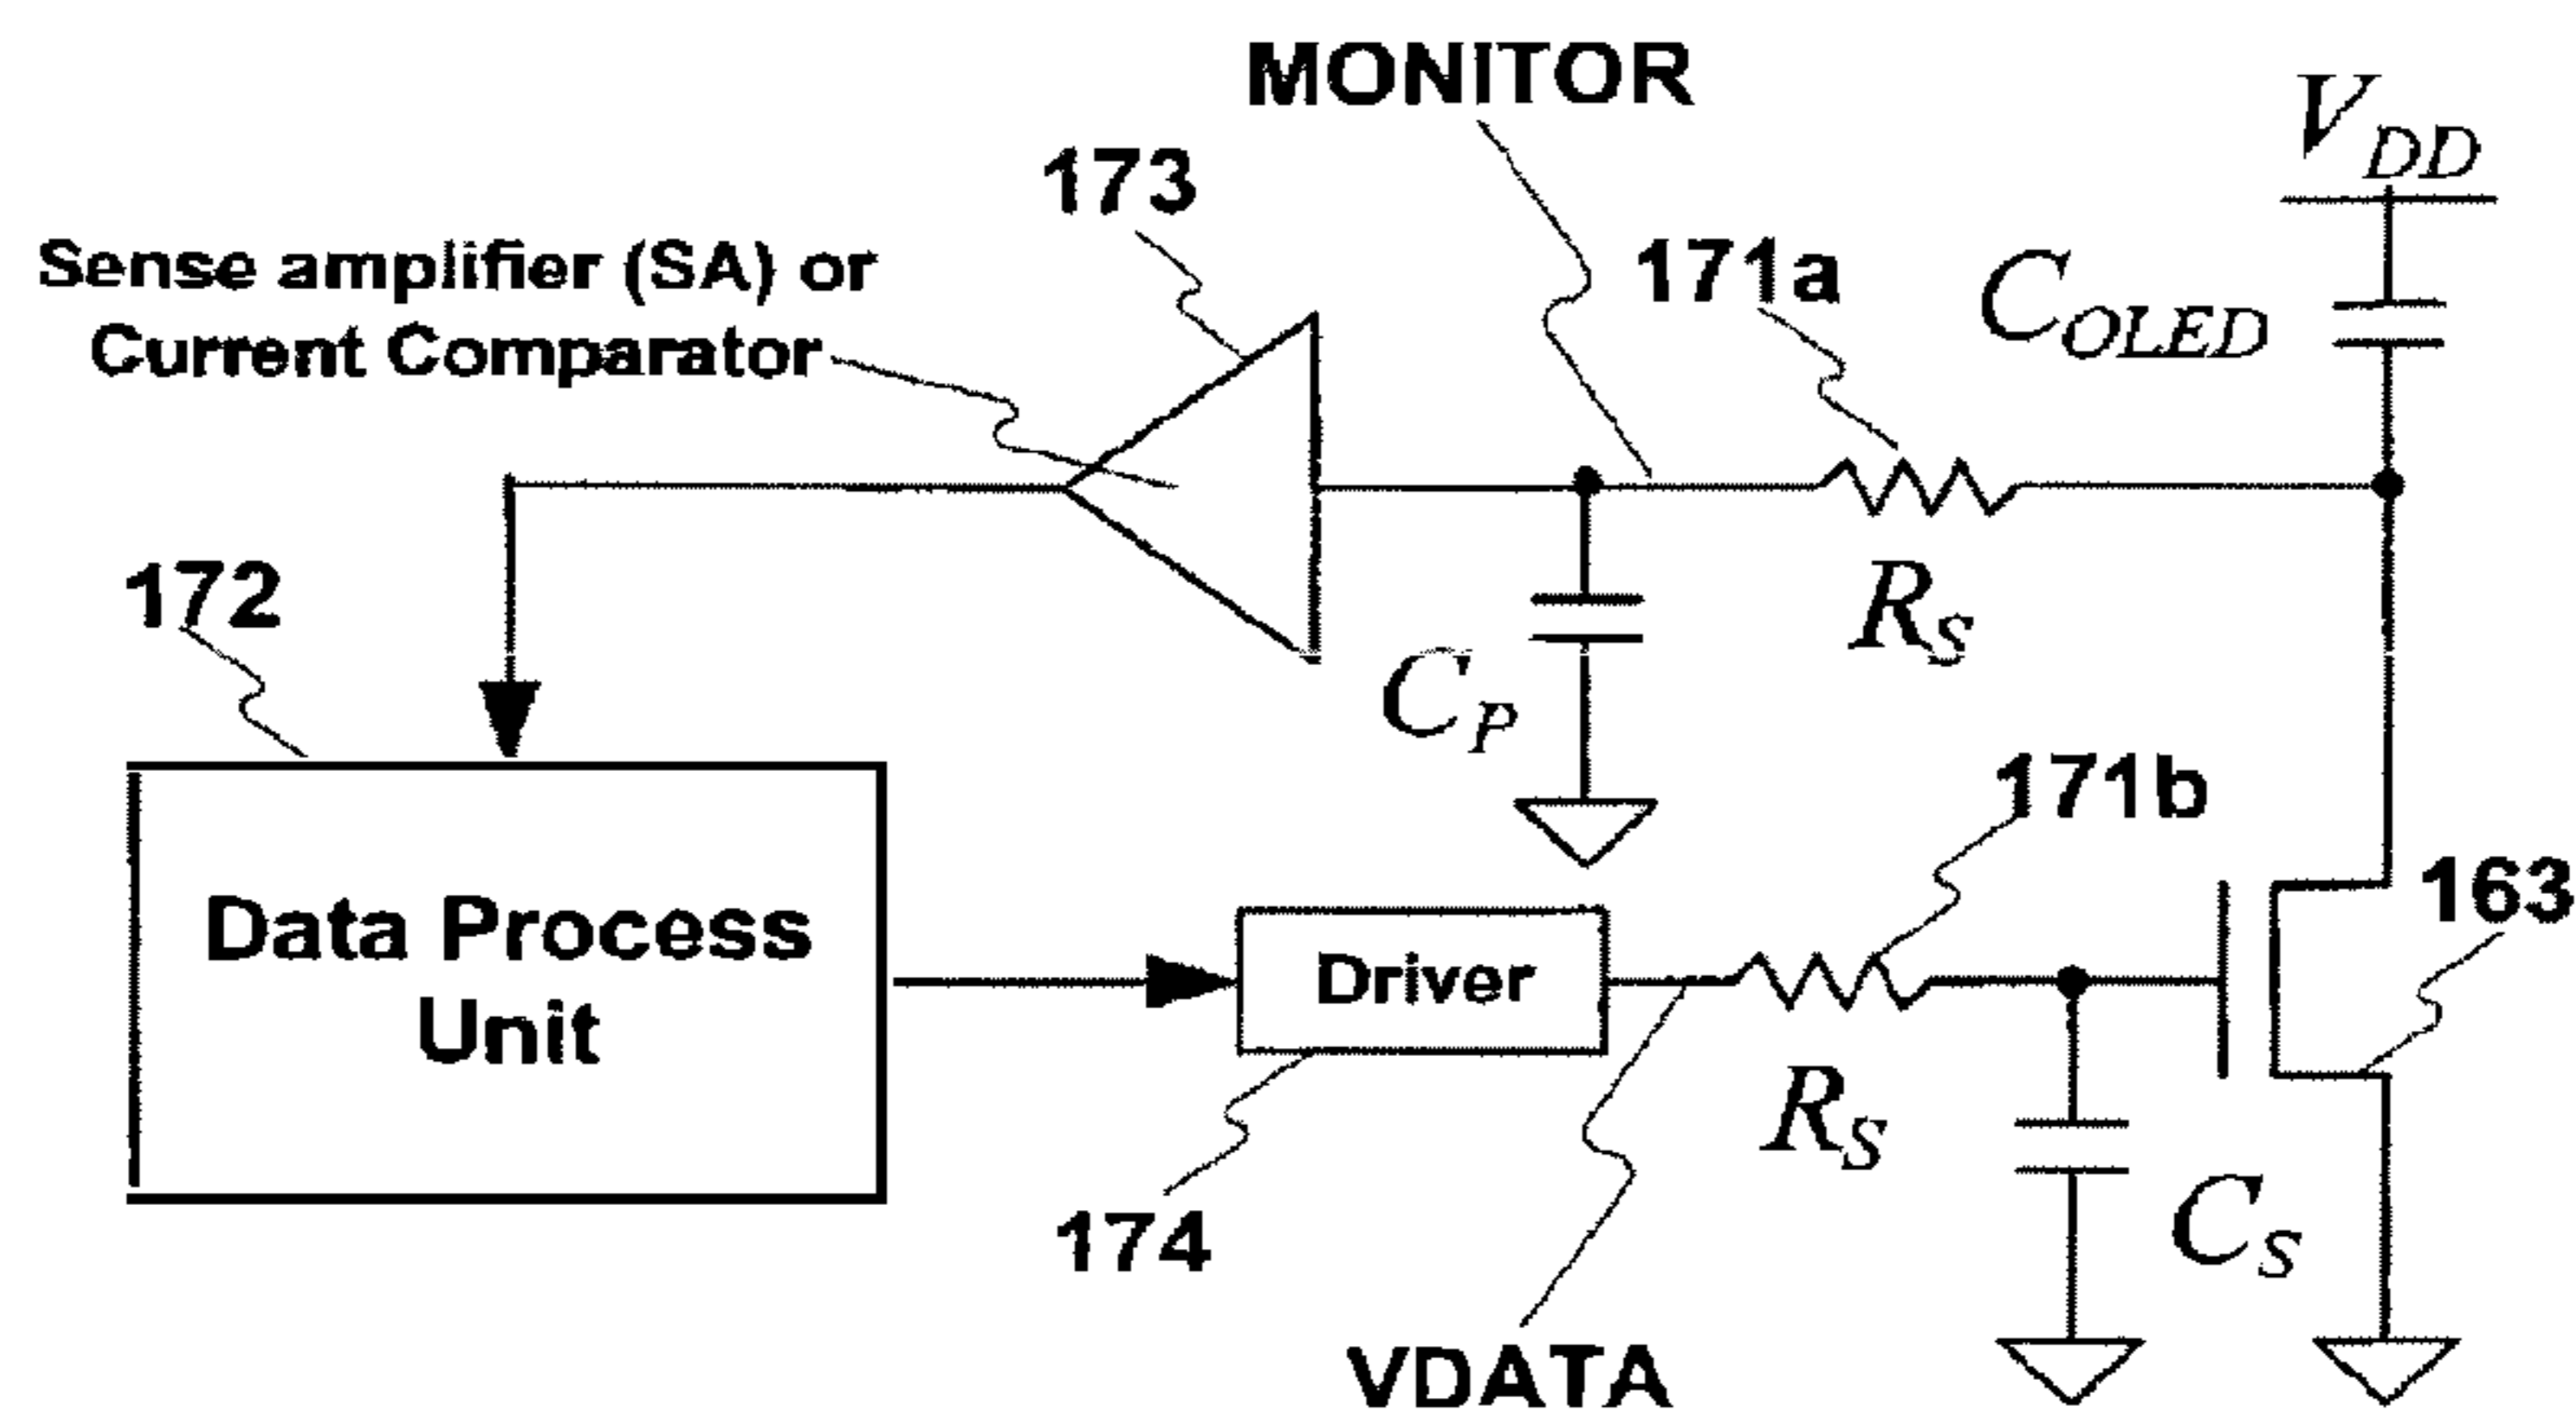 MONITOR
V_DD
173
171a
Sense amplifier (SA) or
Current Comparator
C_OLED
172
R_S
C_P
171b
163
Data Process
Unit
Driver
R_S
174
C_S
VDATA